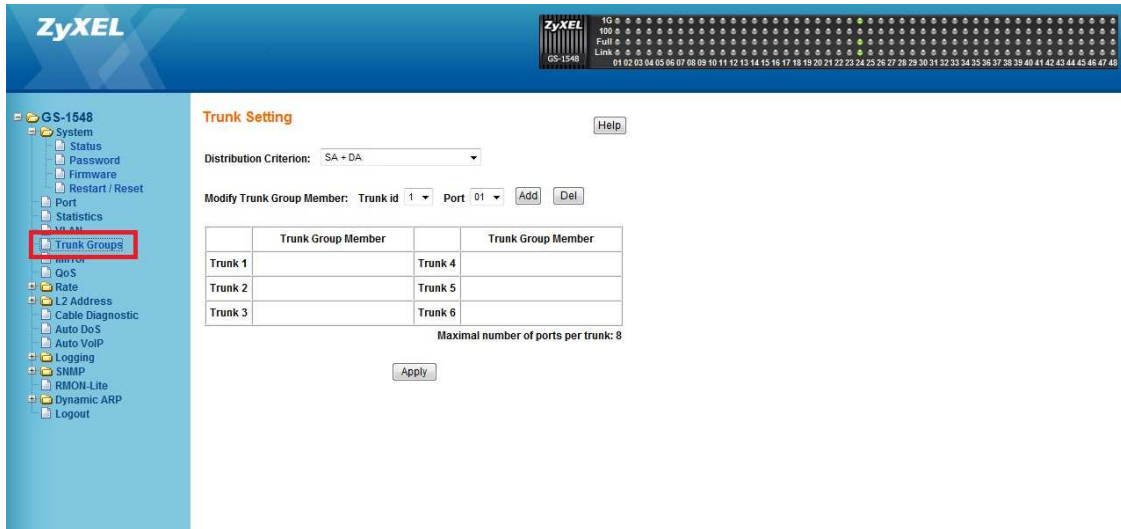 ZyXEL
ZyXEL
GS-1548
1G
100
Full
Link
01 02 03 04 05 06 07 08 09 10 11 12 13 14 15 16 17 18 19 20 21 22 23 24 25 26 27 28 29 30 31 32 33 34 35 36 37 38 39 40 41 42 43 44 45 46 47 48
GS-1548
System
Status
Password
Firmware
Restart / Reset
Port
Statistics
VLAN
Trunk Groups
Mirror
QoS
Rate
L2 Address
Cable Diagnostic
Auto DoS
Auto VoIP
Logging
SNMP
RMON-Lite
Dynamic ARP
Logout
Trunk Setting
Help
Distribution Criterion: SA + DA
Modify Trunk Group Member: Trunk id 1 Port 01 Add Del
Trunk Group Member Trunk Group Member
Trunk 1 Trunk 4
Trunk 2 Trunk 5
Trunk 3 Trunk 6
Maximal number of ports per trunk: 8
Apply